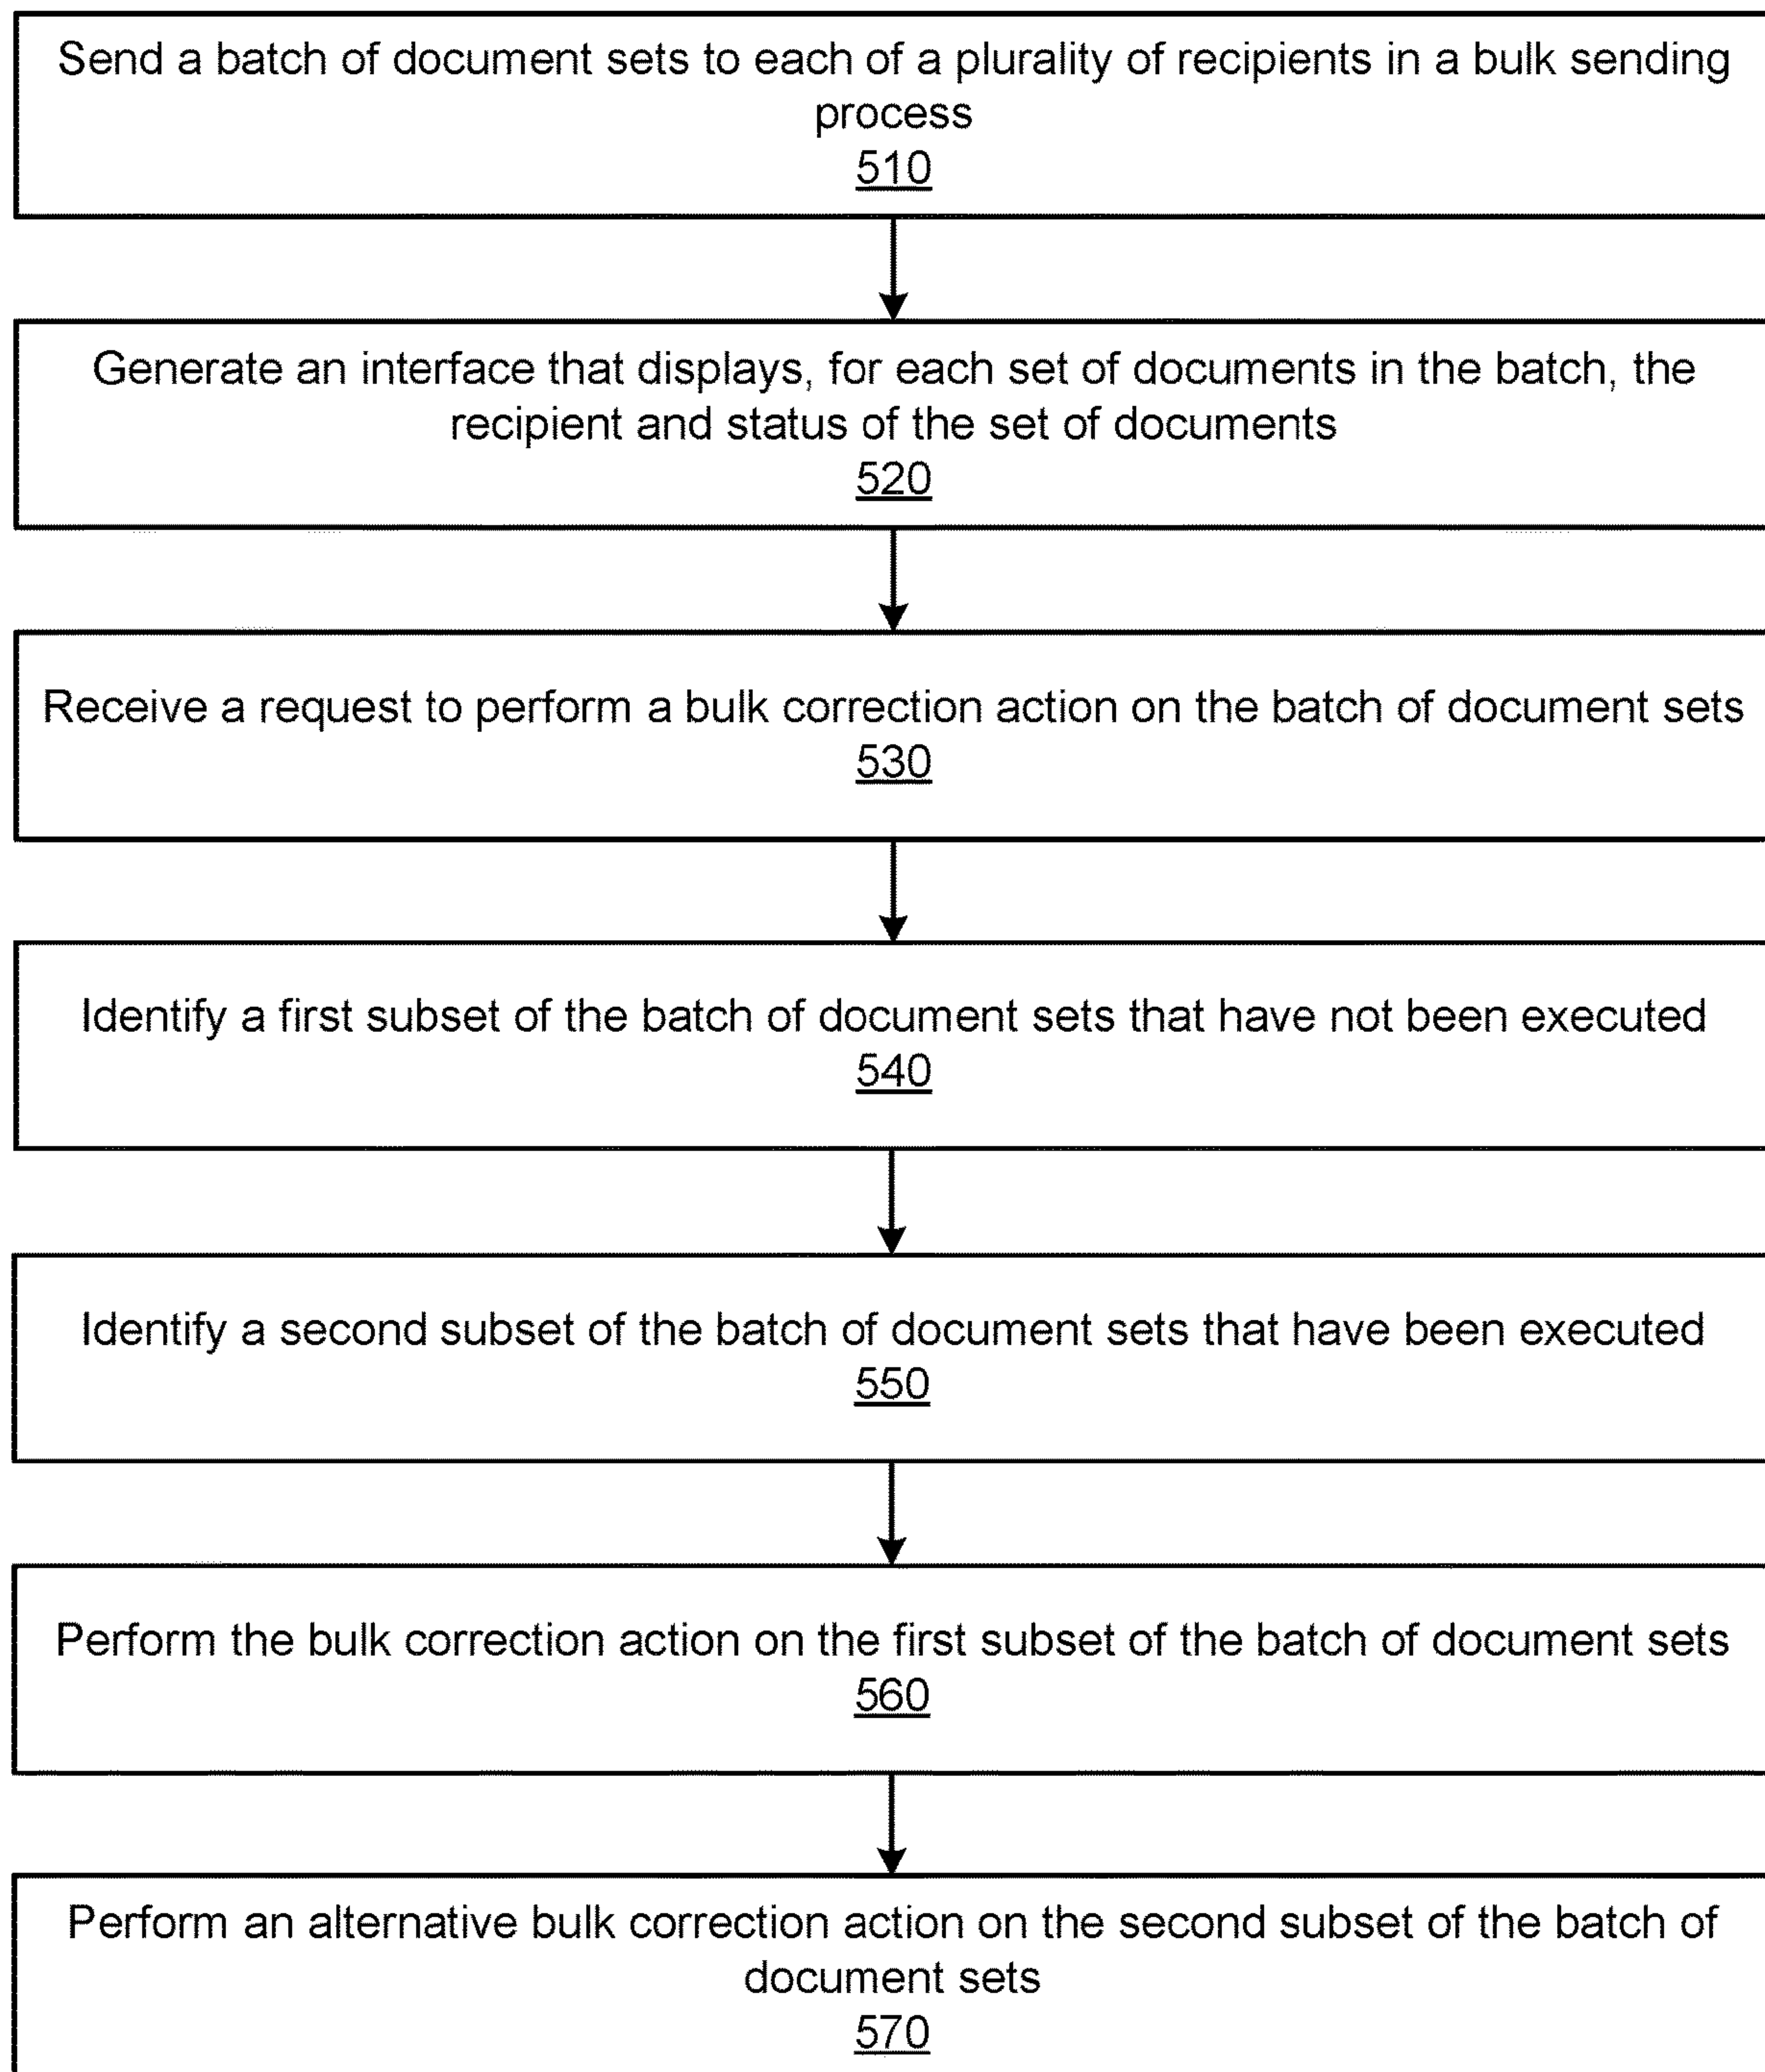 Send a batch of document sets to each of a plurality of recipients in a bulk sending
process
510
Generate an interface that displays, for each set of documents in the batch, the
recipient and status of the set of documents
520
Receive a request to perform a bulk correction action on the batch of document sets
530
Identify a first subset of the batch of document sets that have not been executed
540
Identify a second subset of the batch of document sets that have been executed
550
Perform the bulk correction action on the first subset of the batch of document sets
560
Perform an alternative bulk correction action on the second subset of the batch of
document sets
570